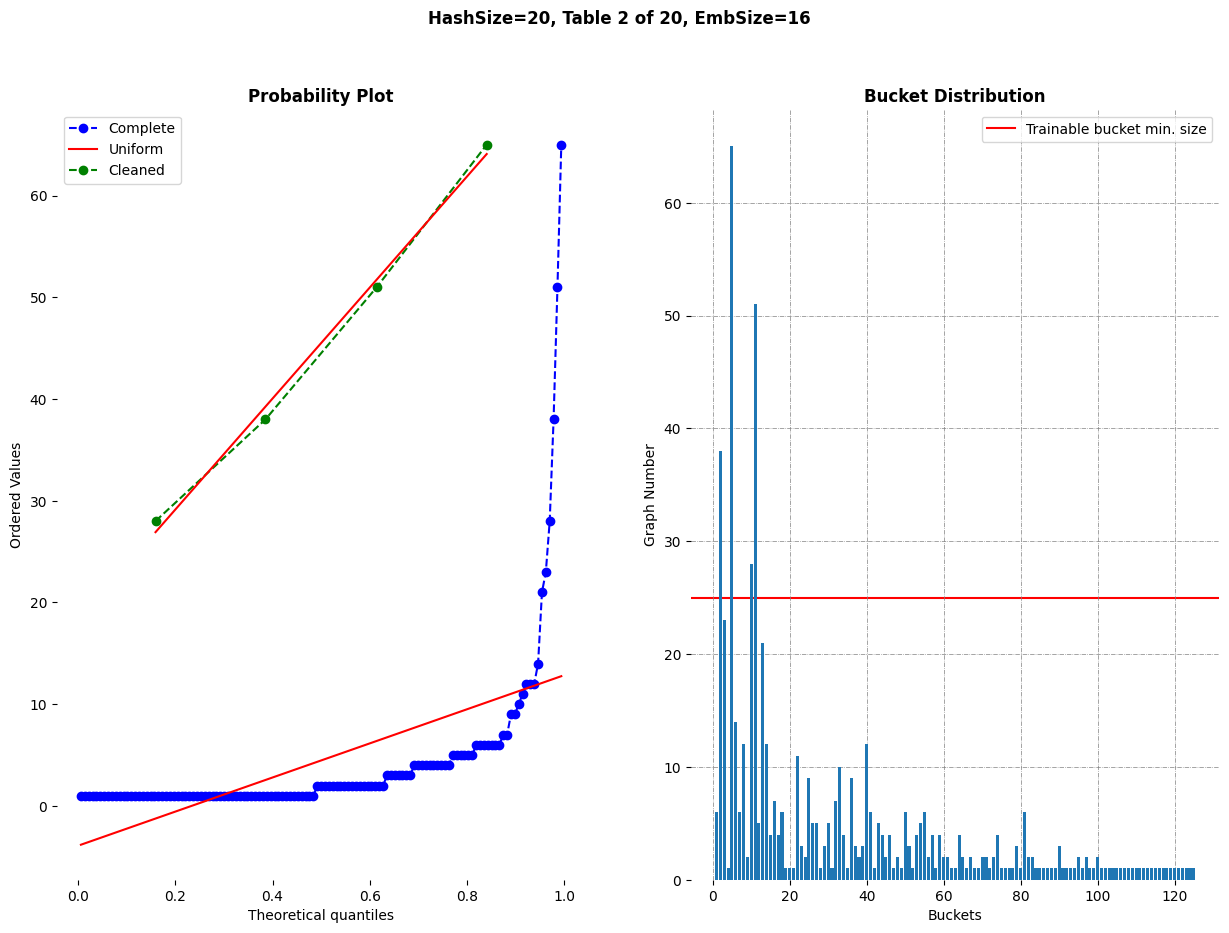 HashSize=20, Table 2 of 20, EmbSize=16
Probability Plot
Complete
Uniform
Cleaned
60
50
40
30
20
10
0
Ordered Values
0.0 0.2 0.4 0.6 0.8 1.0
Theoretical quantiles
Bucket Distribution
Trainable bucket min. size
60
50
40
30
20
10
0
Graph Number
0 20 40 60 80 100 120
Buckets